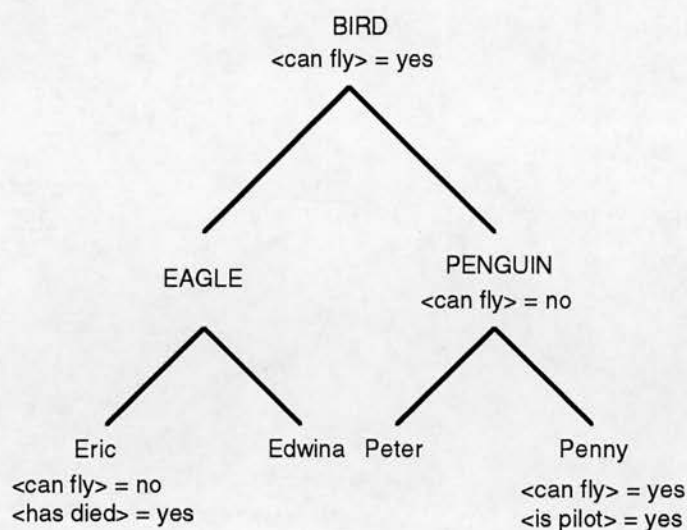 BIRD
<can fly> = yes
EAGLE
PENGUIN
<can fly> = no
Eric
<can fly> = no
<has died> = yes
Edwina
Peter
Penny
<can fly> = yes
<is pilot> = yes